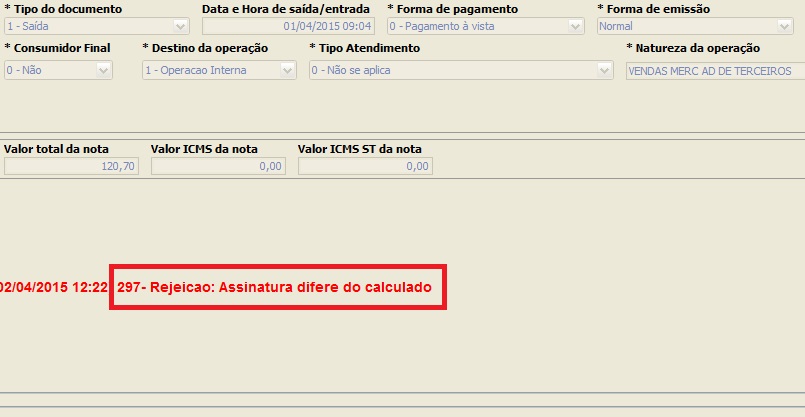 * Tipo do documento Data e Hora de saída/entrada * Forma de pagamento * Forma de emissão
1 - Saída 01/04/2015 09:04 0 - Pagamento à vista Normal
* Consumidor Final * Destino da operação * Tipo Atendimento * Natureza da operação
0 - Não 1 - Operacao Interna 0 - Não se aplica VENDAS MERC AD DE TERCEIROS
Valor total da nota Valor ICMS da nota Valor ICMS ST da nota
120,70 0,00 0,00
02/04/2015 12:22 297- Rejeicao: Assinatura difere do calculado